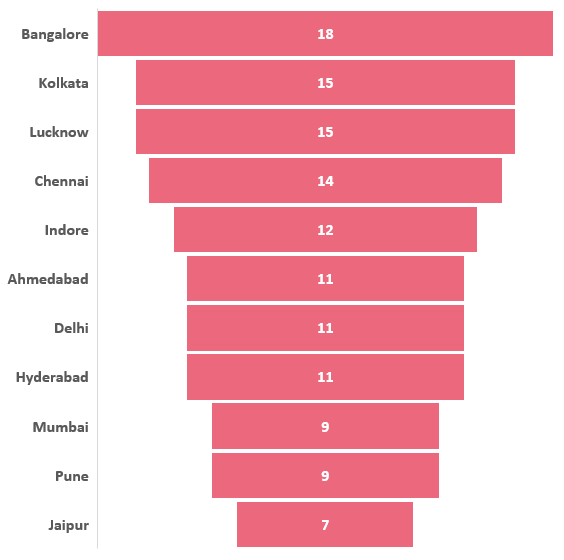 Bangalore 18
Kolkata 15
Lucknow 15
Chennai 14
Indore 12
Ahmedabad 11
Delhi 11
Hyderabad 11
Mumbai 9
Pune 9
Jaipur 7